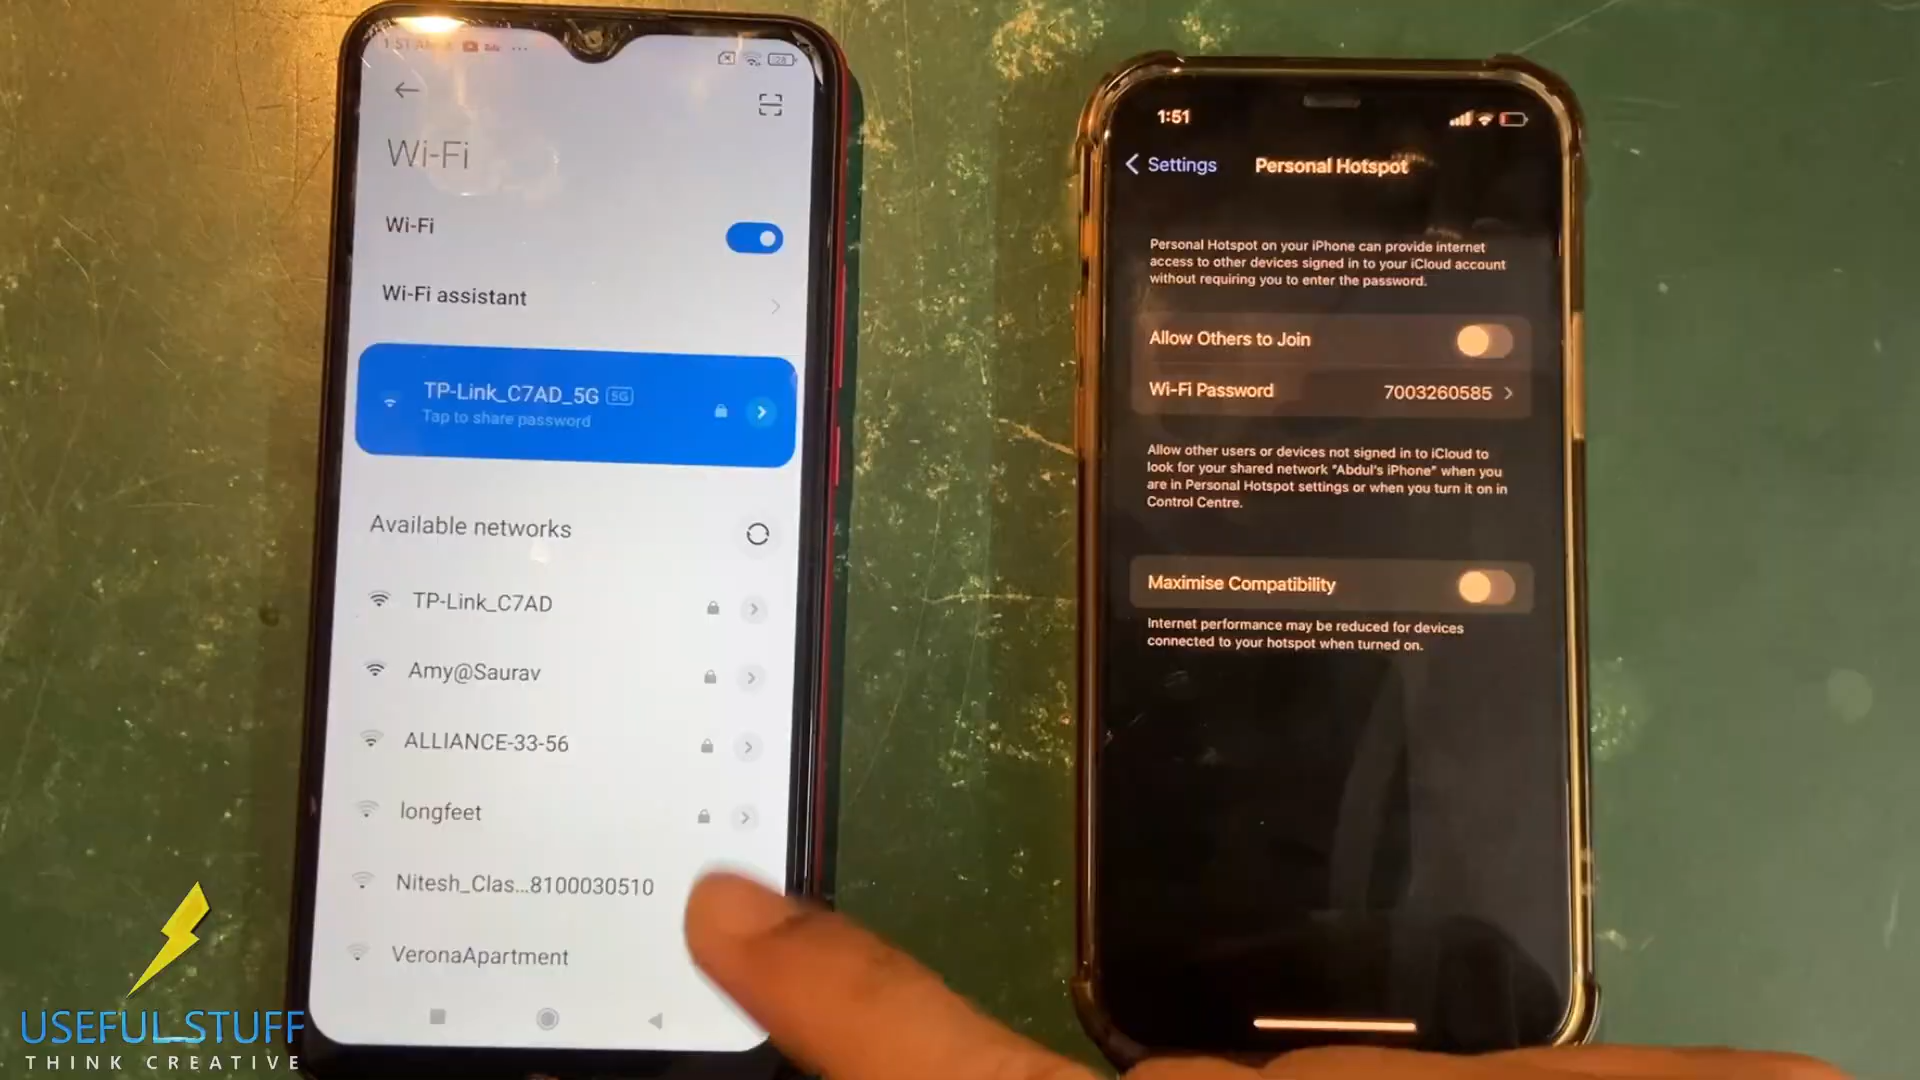 1:51 A
28
Wi-Fi
Wi-Fi
Wi-Fi assistant
TP-Link_C7AD_5G 5G
Tap to share password
Available networks
TP-Link_C7AD
Amy@Saurav
ALLIANCE-33-56
longfeet
Nitesh_Clas...8100030510
VeronaApartment
1:51
Settings
Personal Hotspot
Personal Hotspot on your iPhone can provide internet
access to other devices signed in to your iCloud account
without requiring you to enter the password.
Allow Others to Join
Wi-Fi Password 7003260585
Allow other users or devices not signed in to iCloud to
look for your shared network “Abdul’s iPhone” when you
are in Personal Hotspot settings or when you turn it on in
Control Centre.
Maximise Compatibility
Internet performance may be reduced for devices
connected to your hotspot when turned on.
USEFUL STUFF
THINK CREATIVE